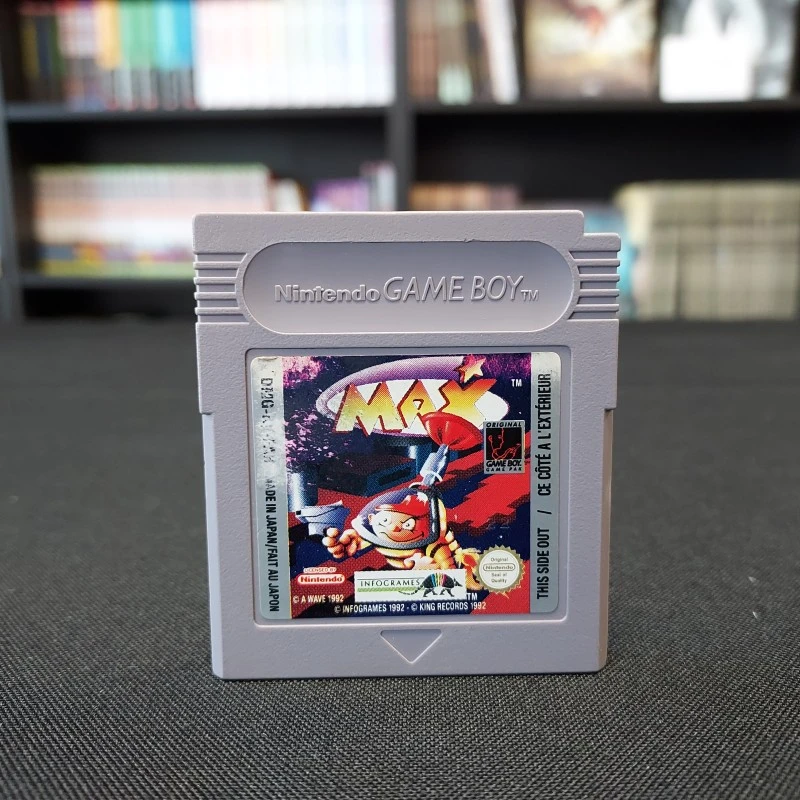 Nintendo GAME BOY TM
MAX
TM
ORIGINAL
GAME BOY
GAME PAK
MADE IN JAPAN/FAIT AU JAPON
THIS SIDE OUT / CE CÔTÉ À L'EXTÉRIEUR
LICENSED BY
Nintendo
INFOGRAMES
TM
Original
Nintendo
Seal of
Quality
© A WAVE 1992
© INFOGRAMES 1992 - © KING RECORDS 1992